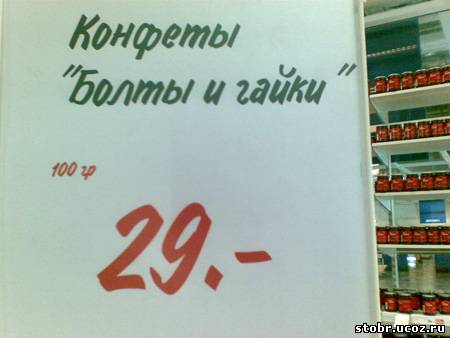 Конфеты
"Болты и гайки"
100 гр
29.-
stobr.ucoz.ru